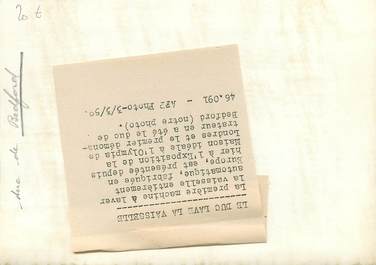 LE DUC LAVE LA VAISSELLE
La première machine à laver
la vaisselle, entièrement
automatique, fabriquée en
Europe, est présentée depuis
hier à l'Exposition de la
Maison idéale à l'Olympia de
Londres et le premier démons-
trateur en a été le duc de
Bedford (notre photo).
46.091 - AFP Photo-3/3/59.
duc de Bedford